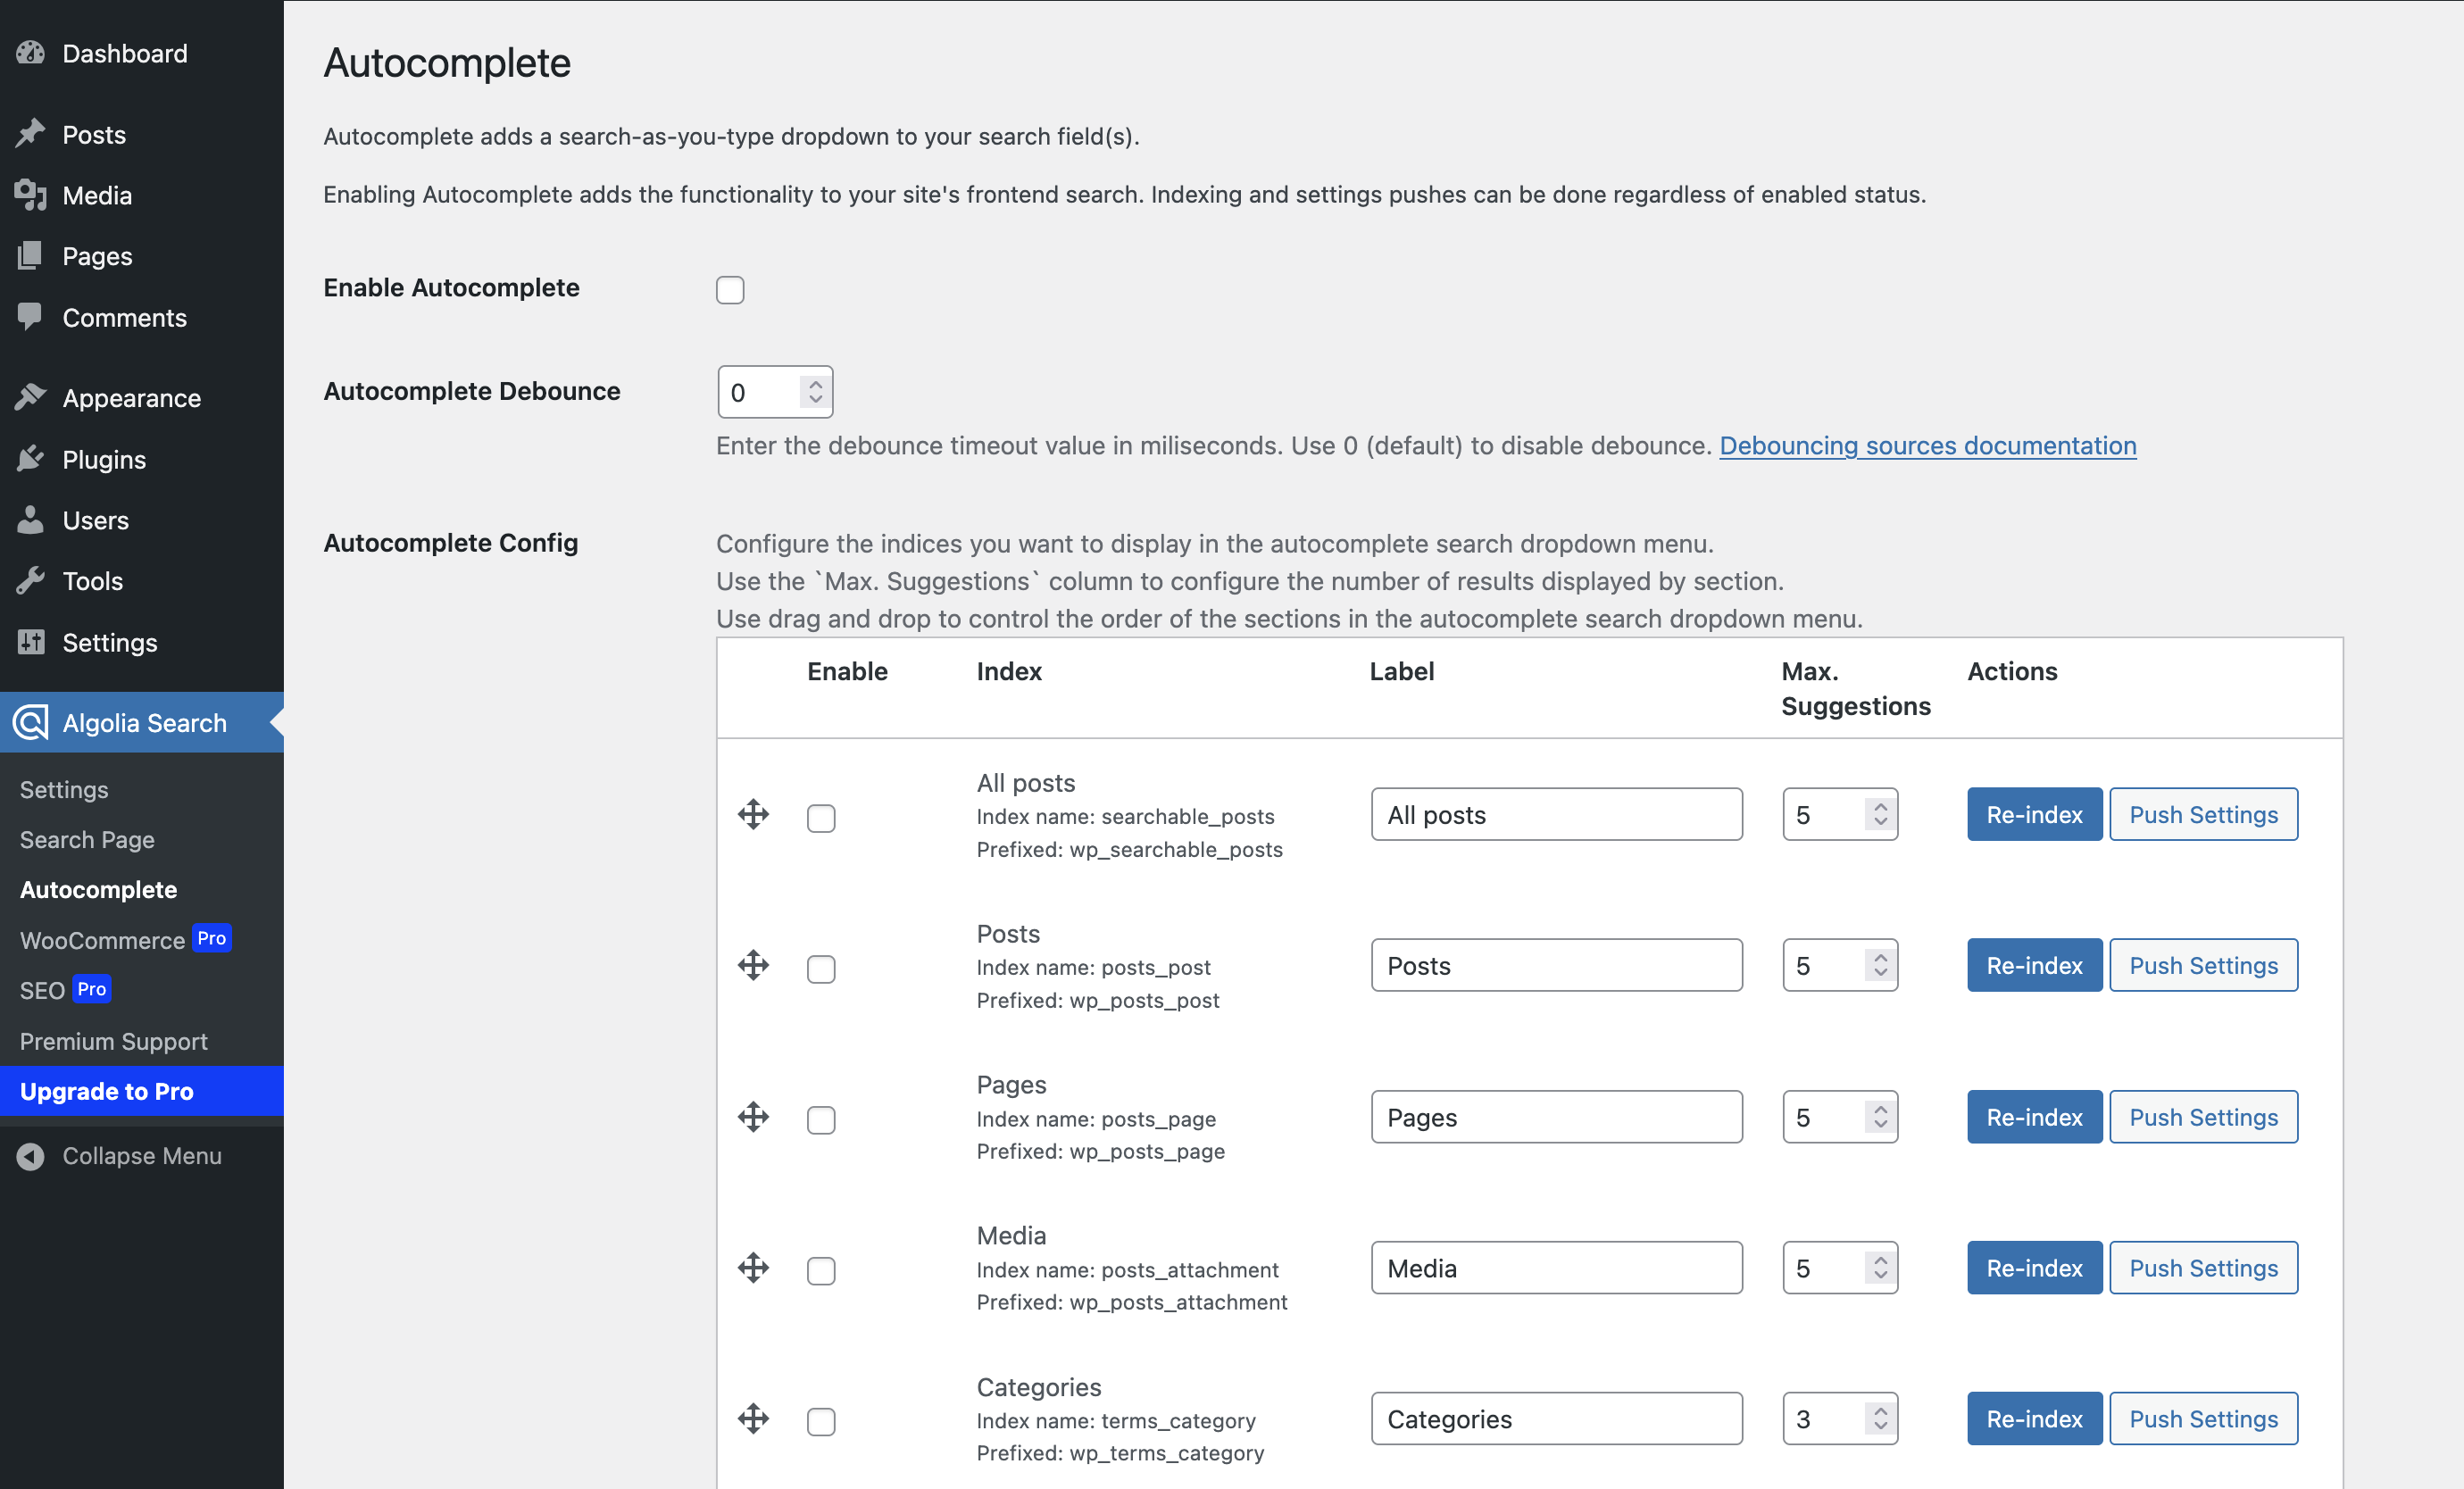 Dashboard
Posts
Media
Pages
Comments
Appearance
Plugins
Users
Tools
Settings
Algolia Search
Settings
Search Page
Autocomplete
WooCommerce Pro
SEO Pro
Premium Support
Upgrade to Pro
Collapse Menu
Autocomplete
Autocomplete adds a search-as-you-type dropdown to your search field(s).
Enabling Autocomplete adds the functionality to your site's frontend search. Indexing and settings pushes can be done regardless of enabled status.
Enable Autocomplete
Autocomplete Debounce
0
Enter the debounce timeout value in miliseconds. Use 0 (default) to disable debounce. Debouncing sources documentation
Autocomplete Config
Configure the indices you want to display in the autocomplete search dropdown menu.
Use the `Max. Suggestions` column to configure the number of results displayed by section.
Use drag and drop to control the order of the sections in the autocomplete search dropdown menu.
Enable Index Label Max. Suggestions Actions
All posts
Index name: searchable_posts
Prefixed: wp_searchable_posts
All posts 5 Re-index Push Settings
Posts
Index name: posts_post
Prefixed: wp_posts_post
Posts 5 Re-index Push Settings
Pages
Index name: posts_page
Prefixed: wp_posts_page
Pages 5 Re-index Push Settings
Media
Index name: posts_attachment
Prefixed: wp_posts_attachment
Media 5 Re-index Push Settings
Categories
Index name: terms_category
Prefixed: wp_terms_category
Categories 3 Re-index Push Settings